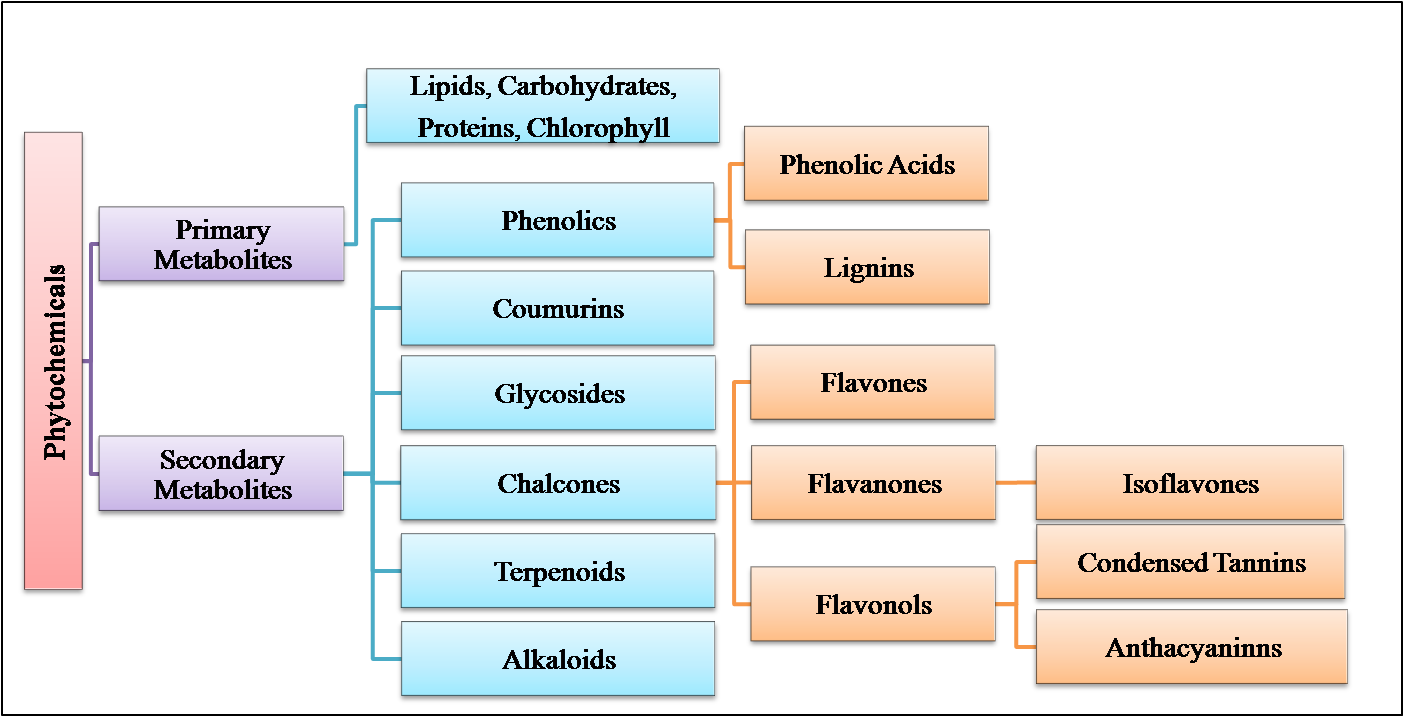 Phytochemicals
Primary
Metabolites
Secondary
Metabolites
Lipids, Carbohydrates,
Proteins, Chlorophyll
Phenolics
Coumurins
Glycosides
Chalcones
Terpenoids
Alkaloids
Phenolic Acids
Lignins
Flavones
Flavanones
Flavonols
Isoflavones
Condensed Tannins
Anthacyaninns